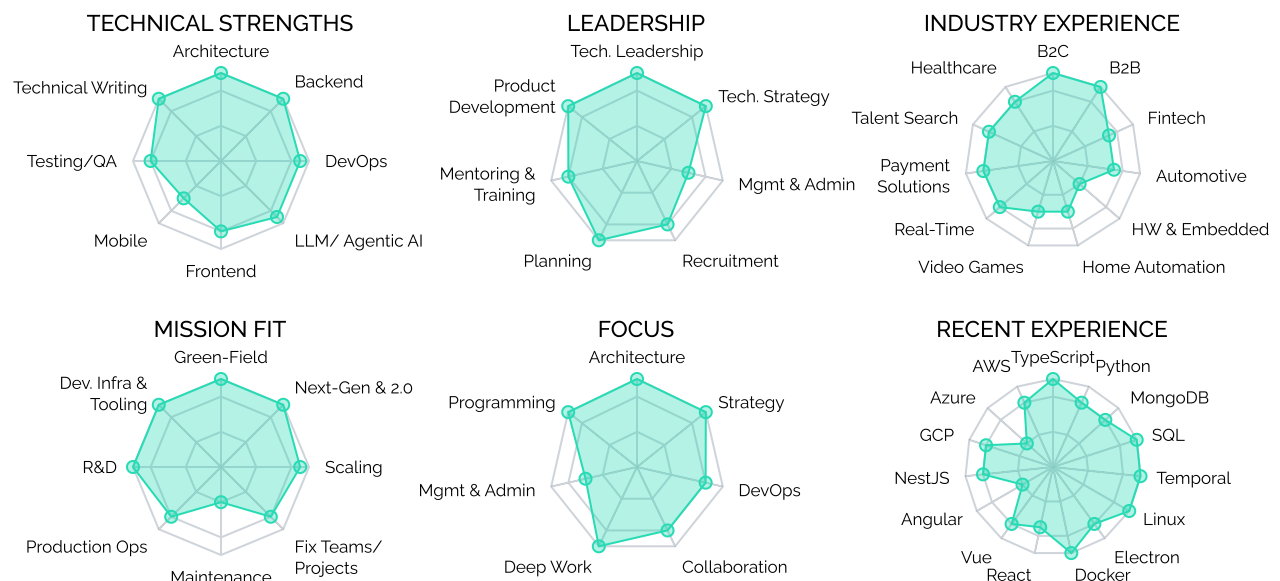 TECHNICAL STRENGTHS
Architecture
Backend
DevOps
LLM/ Agentic AI
Frontend
Mobile
Testing/QA
Technical Writing
LEADERSHIP
Tech. Leadership
Tech. Strategy
Mgmt & Admin
Recruitment
Planning
Mentoring &
Training
Product
Development
INDUSTRY EXPERIENCE
B2C
B2B
Fintech
Automotive
HW & Embedded
Home Automation
Video Games
Real-Time
Payment
Solutions
Talent Search
Healthcare
MISSION FIT
Green-Field
Next-Gen & 2.0
Scaling
Fix Teams/
Projects
Maintenance
Production Ops
R&D
Dev. Infra &
Tooling
FOCUS
Architecture
Strategy
DevOps
Collaboration
Deep Work
Mgmt & Admin
Programming
RECENT EXPERIENCE
TypeScript
Python
MongoDB
SQL
Temporal
Linux
Electron
Docker
React
Vue
Angular
NestJS
GCP
Azure
AWS